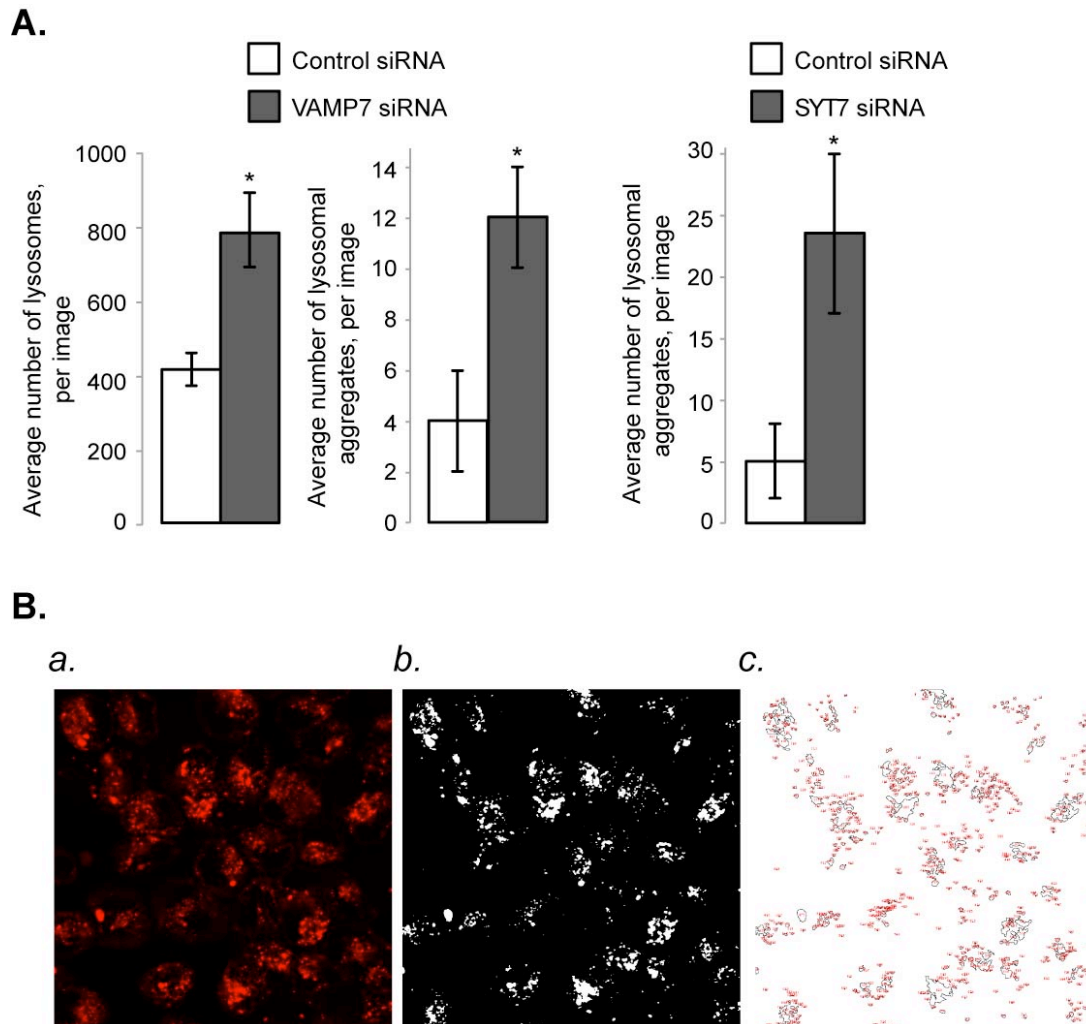 A.
Control siRNA
VAMP7 siRNA
Control siRNA
SYT7 siRNA
Average number of lysosomes,
per image
1000
800
600
400
200
0
*
Average number of lysosomal
aggregates, per image
14
12
10
8
6
4
2
0
*
Average number of lysosomal
aggregates, per image
30
25
20
15
10
5
0
*
B.
a.
b.
c.